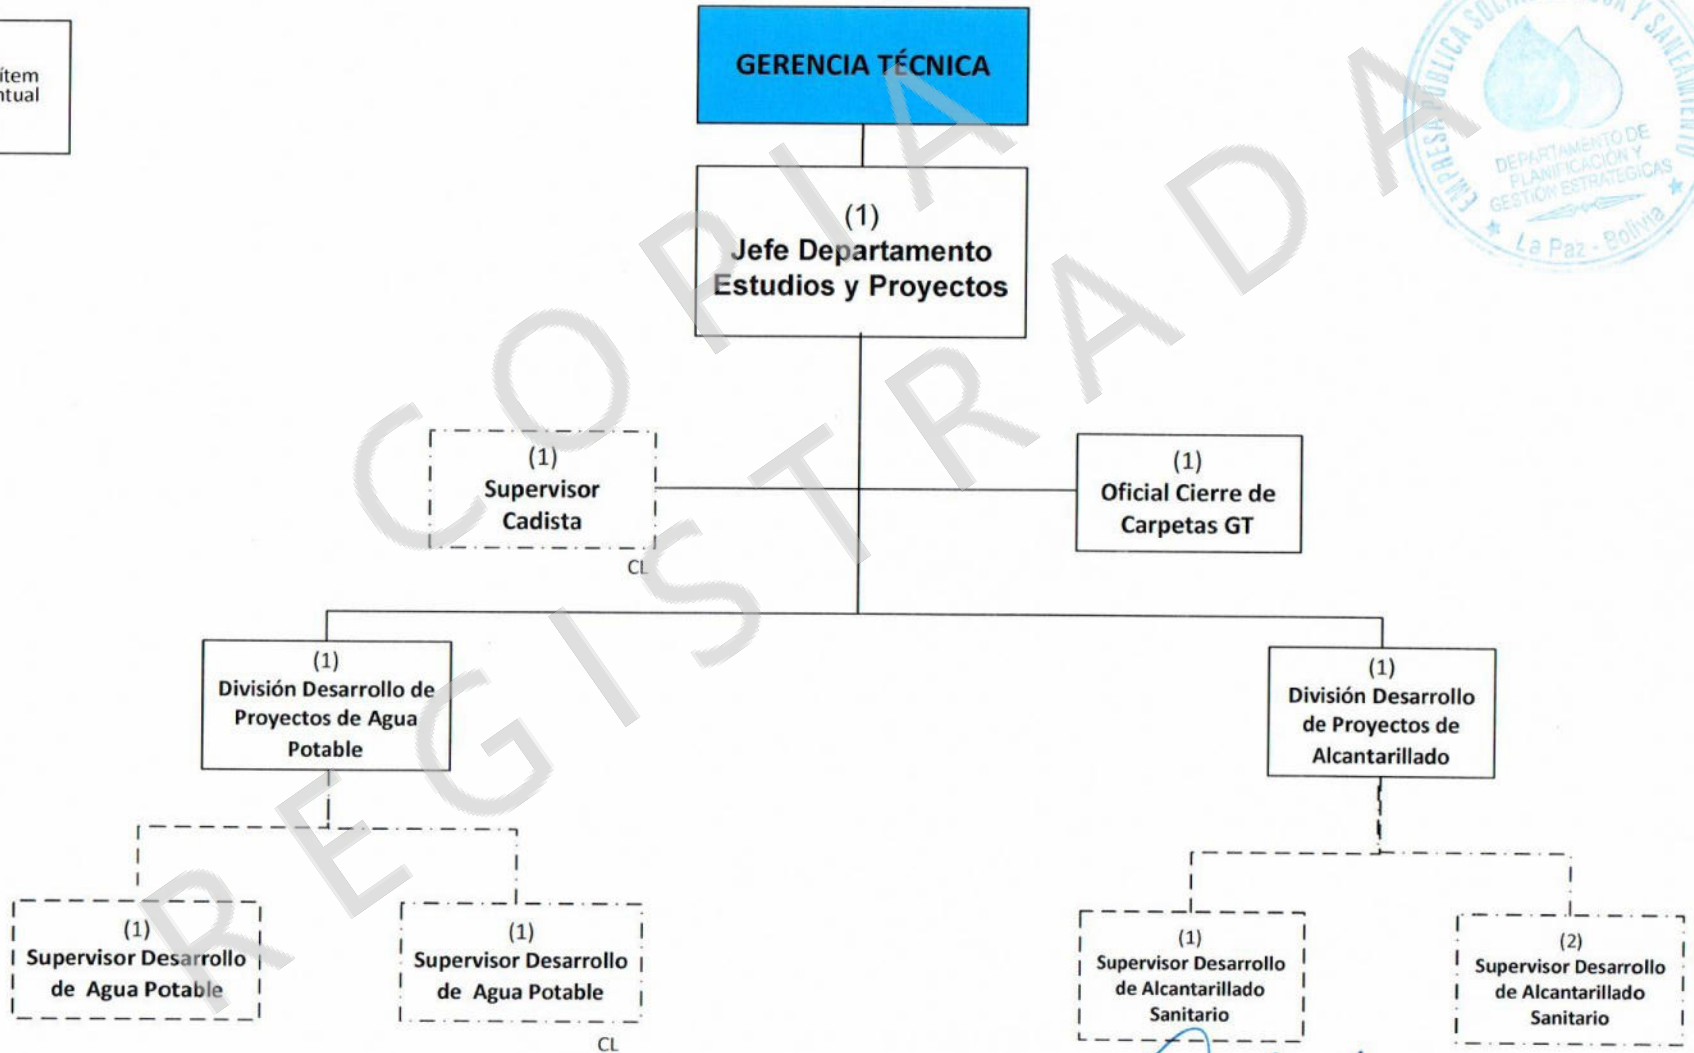 ítem
GERENCIA TÉCNICA
(1)
Jefe Departamento
Estudios y Proyectos
(1)
Supervisor
Cadista
CL
(1)
Oficial Cierre de
Carpetas GT
(1)
División Desarrollo de
Proyectos de Agua
Potable
(1)
División Desarrollo
de Proyectos de
Alcantarillado
(1)
Supervisor Desarrollo
de Agua Potable
(1)
Supervisor Desarrollo
de Agua Potable
CL
(1)
Supervisor Desarrollo
de Alcantarillado
Sanitario
(2)
Supervisor Desarrollo
de Alcantarillado
Sanitario
COPIA
REGISTRADA
EMPRESA PÚBLICA SOCIAL Y SANEAMIENTO
DEPARTAMENTO DE
PLANIFICACIÓN Y
GESTIÓN ESTRATEGICAS
La Paz - Bolivia